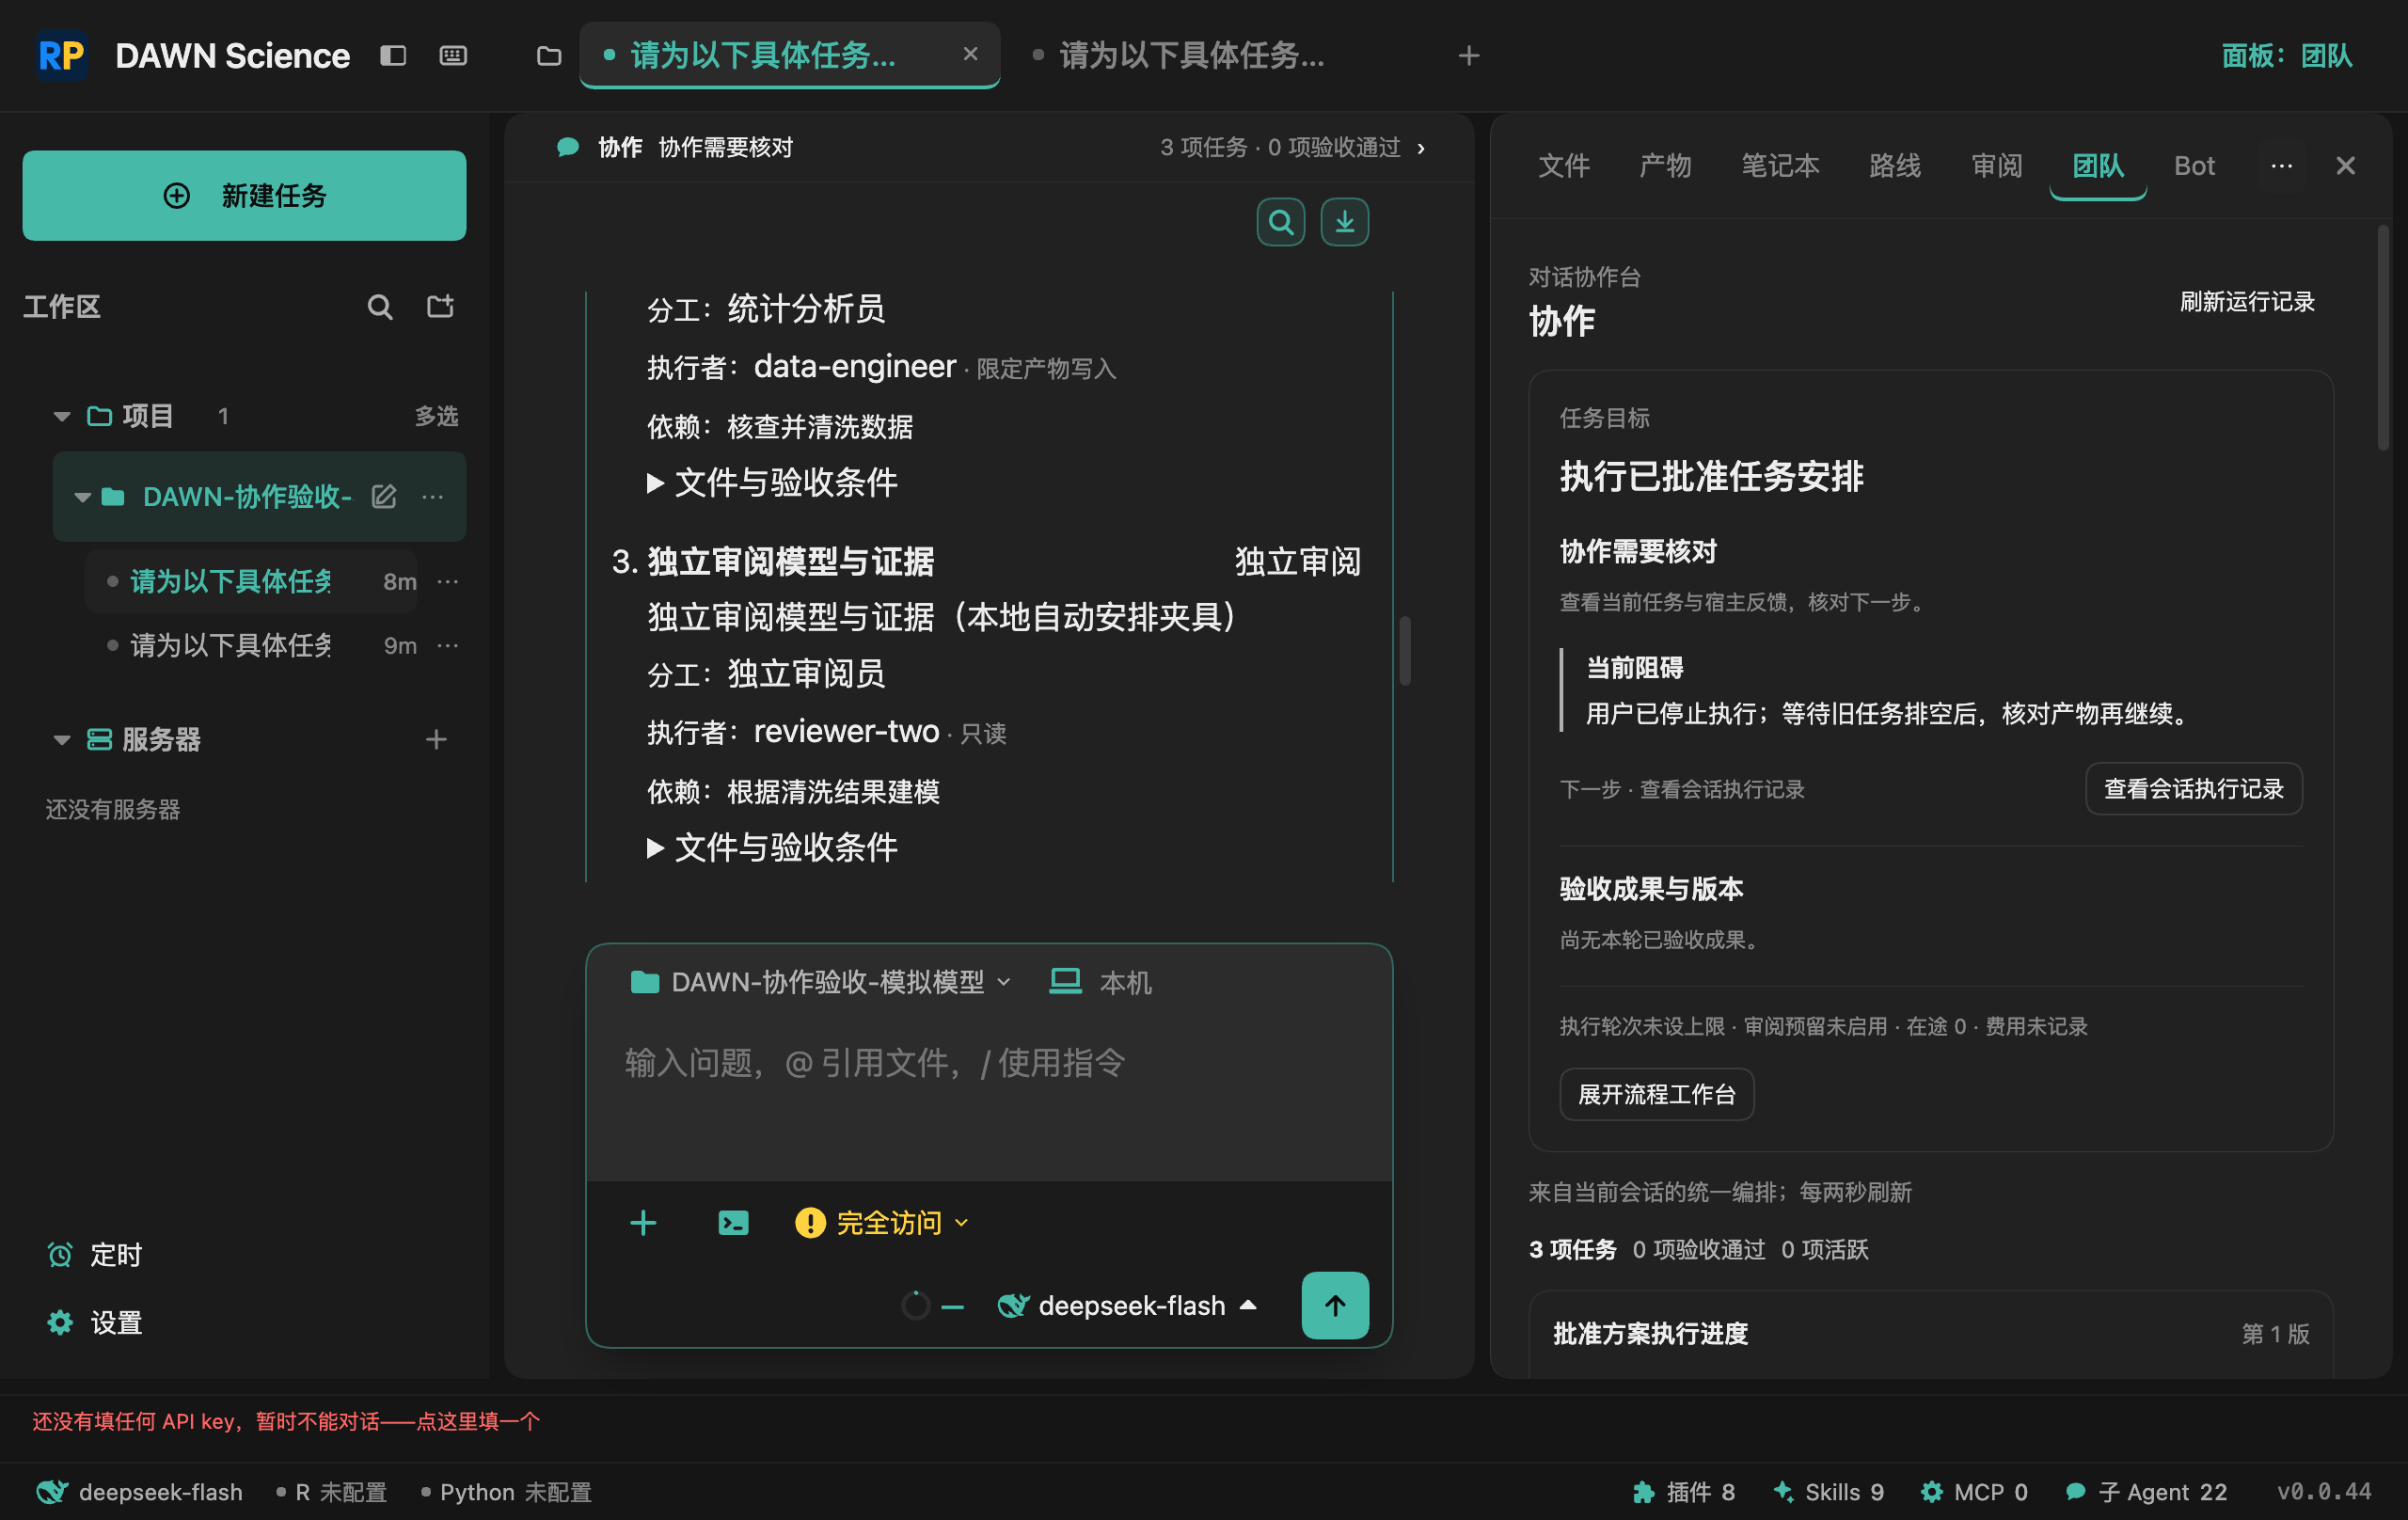 RP DAWN Science
请为以下具体任务...
请为以下具体任务...
面板：团队
新建任务
工作区
项目 1 多选
DAWN-协作验收-
请为以下具体任务 8m
请为以下具体任务 9m
服务器
还没有服务器
定时
设置
协作 协作需要核对 3 项任务 · 0 项验收通过 ›
分工：统计分析员
执行者：data-engineer · 限定产物写入
依赖：核查并清洗数据
▶ 文件与验收条件
3. 独立审阅模型与证据 独立审阅
独立审阅模型与证据（本地自动安排夹具）
分工：独立审阅员
执行者：reviewer-two · 只读
依赖：根据清洗结果建模
▶ 文件与验收条件
DAWN-协作验收-模拟模型 本机
输入问题，@ 引用文件，/ 使用指令
完全访问
deepseek-flash
文件 产物 笔记本 路线 审阅 团队 Bot ...
对话协作台
协作
刷新运行记录
任务目标
执行已批准任务安排
协作需要核对
查看当前任务与宿主反馈，核对下一步。
当前阻碍
用户已停止执行；等待旧任务排空后，核对产物再继续。
下一步 · 查看会话执行记录 查看会话执行记录
验收成果与版本
尚无本轮已验收成果。
执行轮次未设上限 · 审阅预留未启用 · 在途 0 · 费用未记录
展开流程工作台
来自当前会话的统一编排；每两秒刷新
3 项任务 0 项验收通过 0 项活跃
批准方案执行进度 第 1 版
还没有填任何 API key，暂时不能对话——点这里填一个
deepseek-flash R 未配置 Python 未配置 插件 8 Skills 9 MCP 0 子 Agent 22 v0.0.44